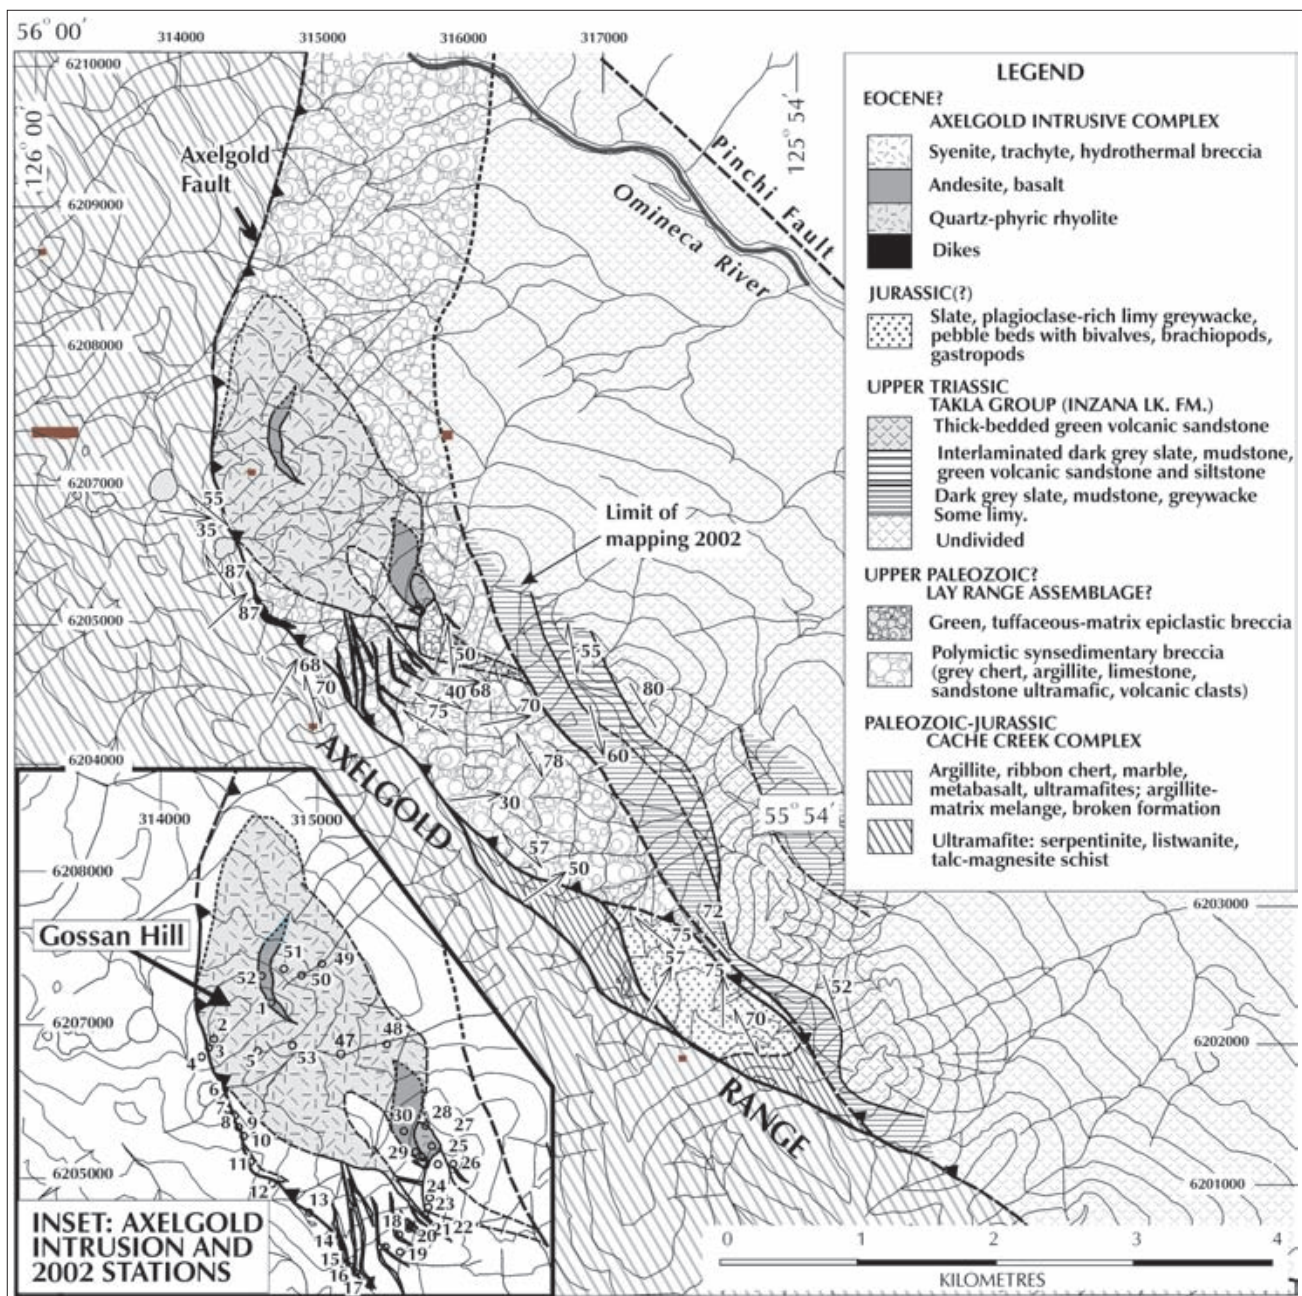 56° 00′
314000
315000
316000
317000
6210000
126° 00′
125° 54′
Axelgold
Fault
Pinchi Fault
Omineca River
6209000
6208000
6207000
55
35
87
87
6205000
Limit of
mapping 2002
68
70
50
40
68
75
70
55
80
60
78
30
57
50
6204000
AXELGOLD
RANGE
55° 54′
72
75
57
75
52
70
6203000
6202000
6201000
LEGEND
EOCENE?
AXELGOLD INTRUSIVE COMPLEX
Syenite, trachyte, hydrothermal breccia
Andesite, basalt
Quartz-phyric rhyolite
Dikes
JURASSIC(?)
Slate, plagioclase-rich limy greywacke,
pebble beds with bivalves, brachiopods,
gastropods
UPPER TRIASSIC
TAKLA GROUP (INZANA LK. FM.)
Thick-bedded green volcanic sandstone
Interlaminated dark grey slate, mudstone,
green volcanic sandstone and siltstone
Dark grey slate, mudstone, greywacke
Some limy.
Undivided
UPPER PALEOZOIC?
LAY RANGE ASSEMBLAGE?
Green, tuffaceous-matrix epiclastic breccia
Polymictic synsedimentary breccia
(grey chert, argillite, limestone,
sandstone ultramafic, volcanic clasts)
PALEOZOIC-JURASSIC
CACHE CREEK COMPLEX
Argillite, ribbon chert, marble,
metabasalt, ultramafites; argillite-
matrix melange, broken formation
Ultramafite: serpentinite, listwanite,
talc-magnesite schist
314000
315000
6208000
Gossan Hill
51
49
52
50
1
6207000
2
3
4
5
53
47
48
6
7
8
9
10
11
12
13
14
15
16
17
30
28
27
29
25
26
24
23
18
21
22
20
19
6205000
INSET: AXELGOLD
INTRUSION AND
2002 STATIONS
0 1 2 3 4
KILOMETRES